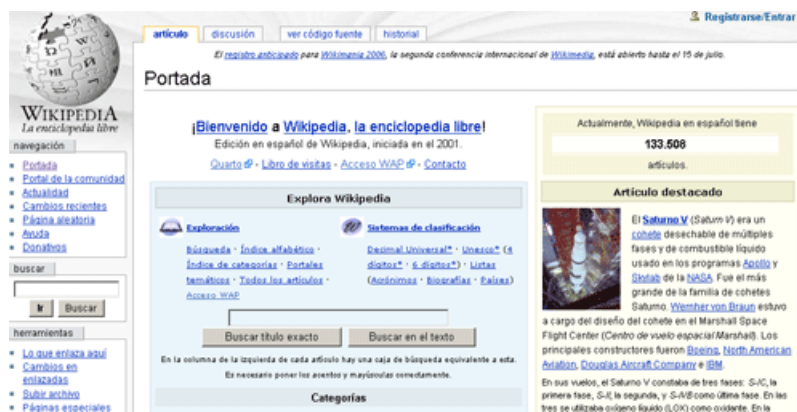 Registrarse/Entrar
artículo discusión ver código fuente historial
El registro anticipado para Wikimania 2006, la segunda conferencia internacional de Wikimedia, está abierto hasta el 15 de julio.
Portada
WIKIPEDIA
La enciclopedia libre
navegación
Portada
Portal de la comunidad
Actualidad
Cambios recientes
Página aleatoria
Ayuda
Donativos
buscar
Ir Buscar
herramientas
Lo que enlaza aquí
Cambios en
enlazadas
Subir archivo
Páginas especiales
¡Bienvenido a Wikipedia, la enciclopedia libre!
Edición en español de Wikipedia, iniciada en el 2001.
Quarto - Libro de visitas - Acceso WAP - Contacto
Explora Wikipedia
Exploración
Búsqueda · Índice alfabético ·
Índice de categorías · Portales
temáticos · Todos los artículos ·
Acceso WAP
Sistemas de clasificación
Decimal Universal* · Unesco* (4
dígitos* · 6 dígitos*) · Listas
(Acrónimos · Biografías · Países)
Buscar título exacto Buscar en el texto
En la columna de la izquierda de cada artículo hay una caja de búsqueda equivalente a esta.
Es necesario poner los acentos y mayúsculas correctamente.
Categorías
Actualmente, Wikipedia en español tiene
133.508
artículos.
Artículo destacado
El Saturno V (Saturn V) era un
cohete desechable de múltiples
fases y de combustible líquido
usado en los programas Apollo y
Skylab de la NASA. Fue el más
grande de la familia de cohetes
Saturno. Wernher von Braun estuvo
a cargo del diseño del cohete en el Marshall Space
Flight Center (Centro de vuelo espacial Marshall). Los
principales constructores fueron Boeing, North American
Aviation, Douglas Aircraft Company e IBM.
En sus vuelos, el Saturno V constaba de tres fases: S-IC, la
primera fase, S-II, la segunda, y S-IVB como última fase. En las
tres se utilizaba oxígeno líquido (LOX) como oxidante. En la